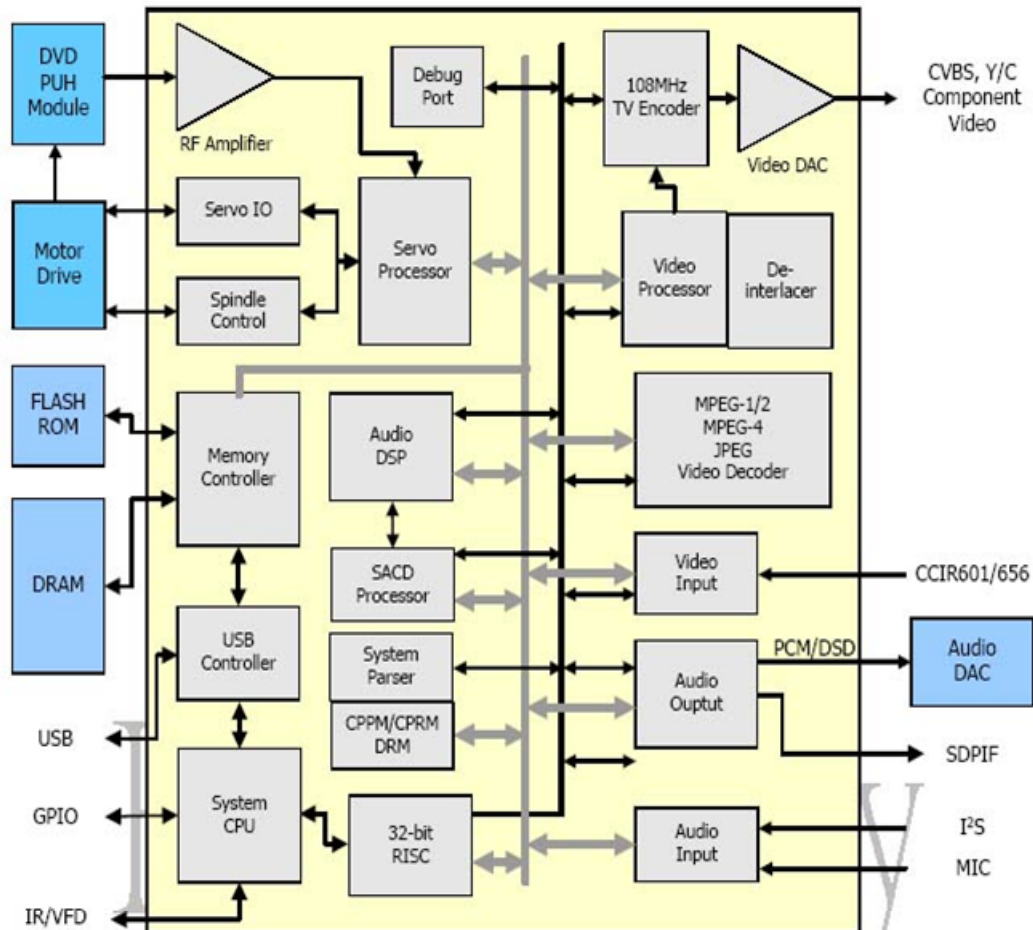 DVD
PUH
Module
RF Amplifier
Debug
Port
108MHz
TV Encoder
Video DAC
CVBS, Y/C
Component
Video
Motor
Drive
Servo IO
Spindle
Control
Servo
Processor
Video
Processor
De-
interlacer
FLASH
ROM
Memory
Controller
Audio
DSP
MPEG-1/2
MPEG-4
JPEG
Video Decoder
DRAM
SACD
Processor
Video
Input
CCIR601/656
USB
Controller
System
Parser
CPPM/CPRM
DRM
Audio
Ouptut
PCM/DSD
Audio
DAC
USB
SDPIF
GPIO
System
CPU
32-bit
RISC
Audio
Input
I²S
MIC
IR/VFD
I
V